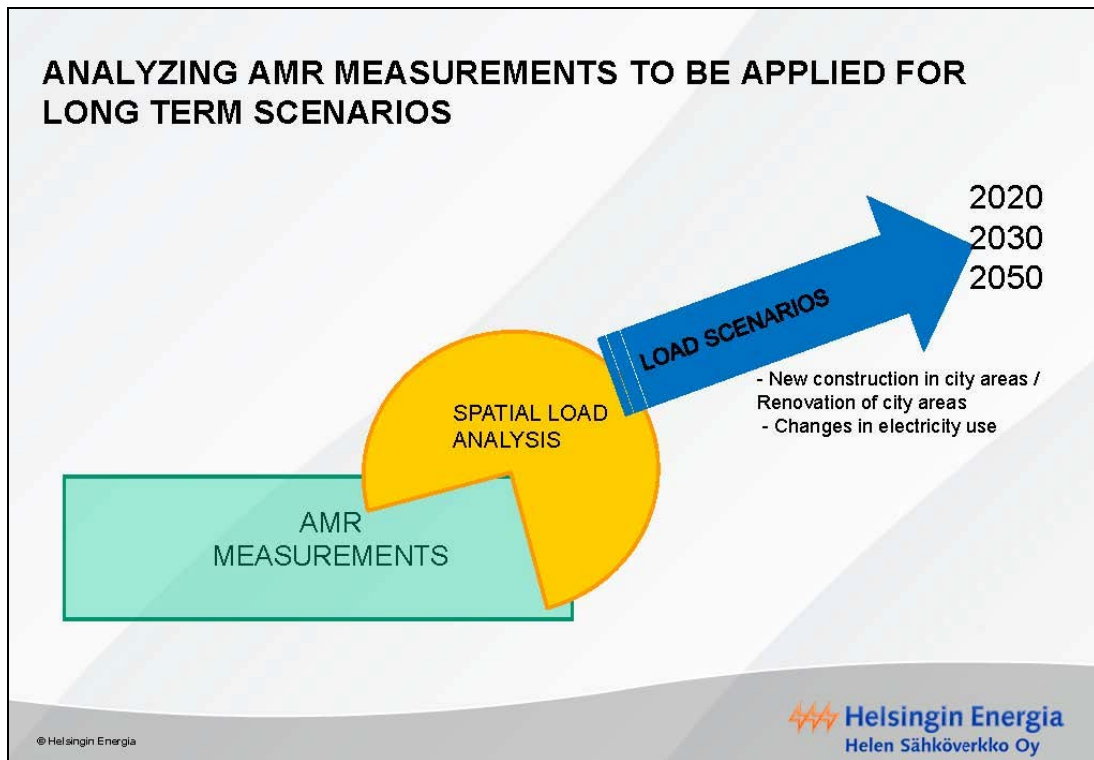 ANALYZING AMR MEASUREMENTS TO BE APPLIED FOR
LONG TERM SCENARIOS
2020
2030
2050
LOAD SCENARIOS
- New construction in city areas /
Renovation of city areas
- Changes in electricity use
SPATIAL LOAD
ANALYSIS
AMR
MEASUREMENTS
© Helsingin Energia
Helsingin Energia
Helen Sähköverkko Oy